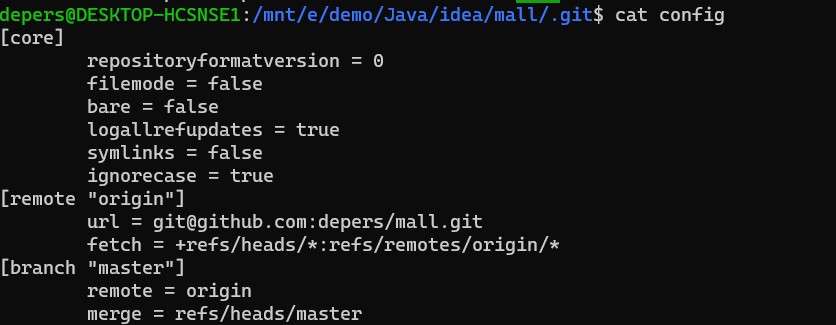 depers@DESKTOP-HCSNSE1:/mnt/e/demo/Java/idea/mall/.git$ cat config
[core]
        repositoryformatversion = 0
        filemode = false
        bare = false
        logallrefupdates = true
        symlinks = false
        ignorecase = true
[remote "origin"]
        url = git@github.com:depers/mall.git
        fetch = +refs/heads/*:refs/remotes/origin/*
[branch "master"]
        remote = origin
        merge = refs/heads/master